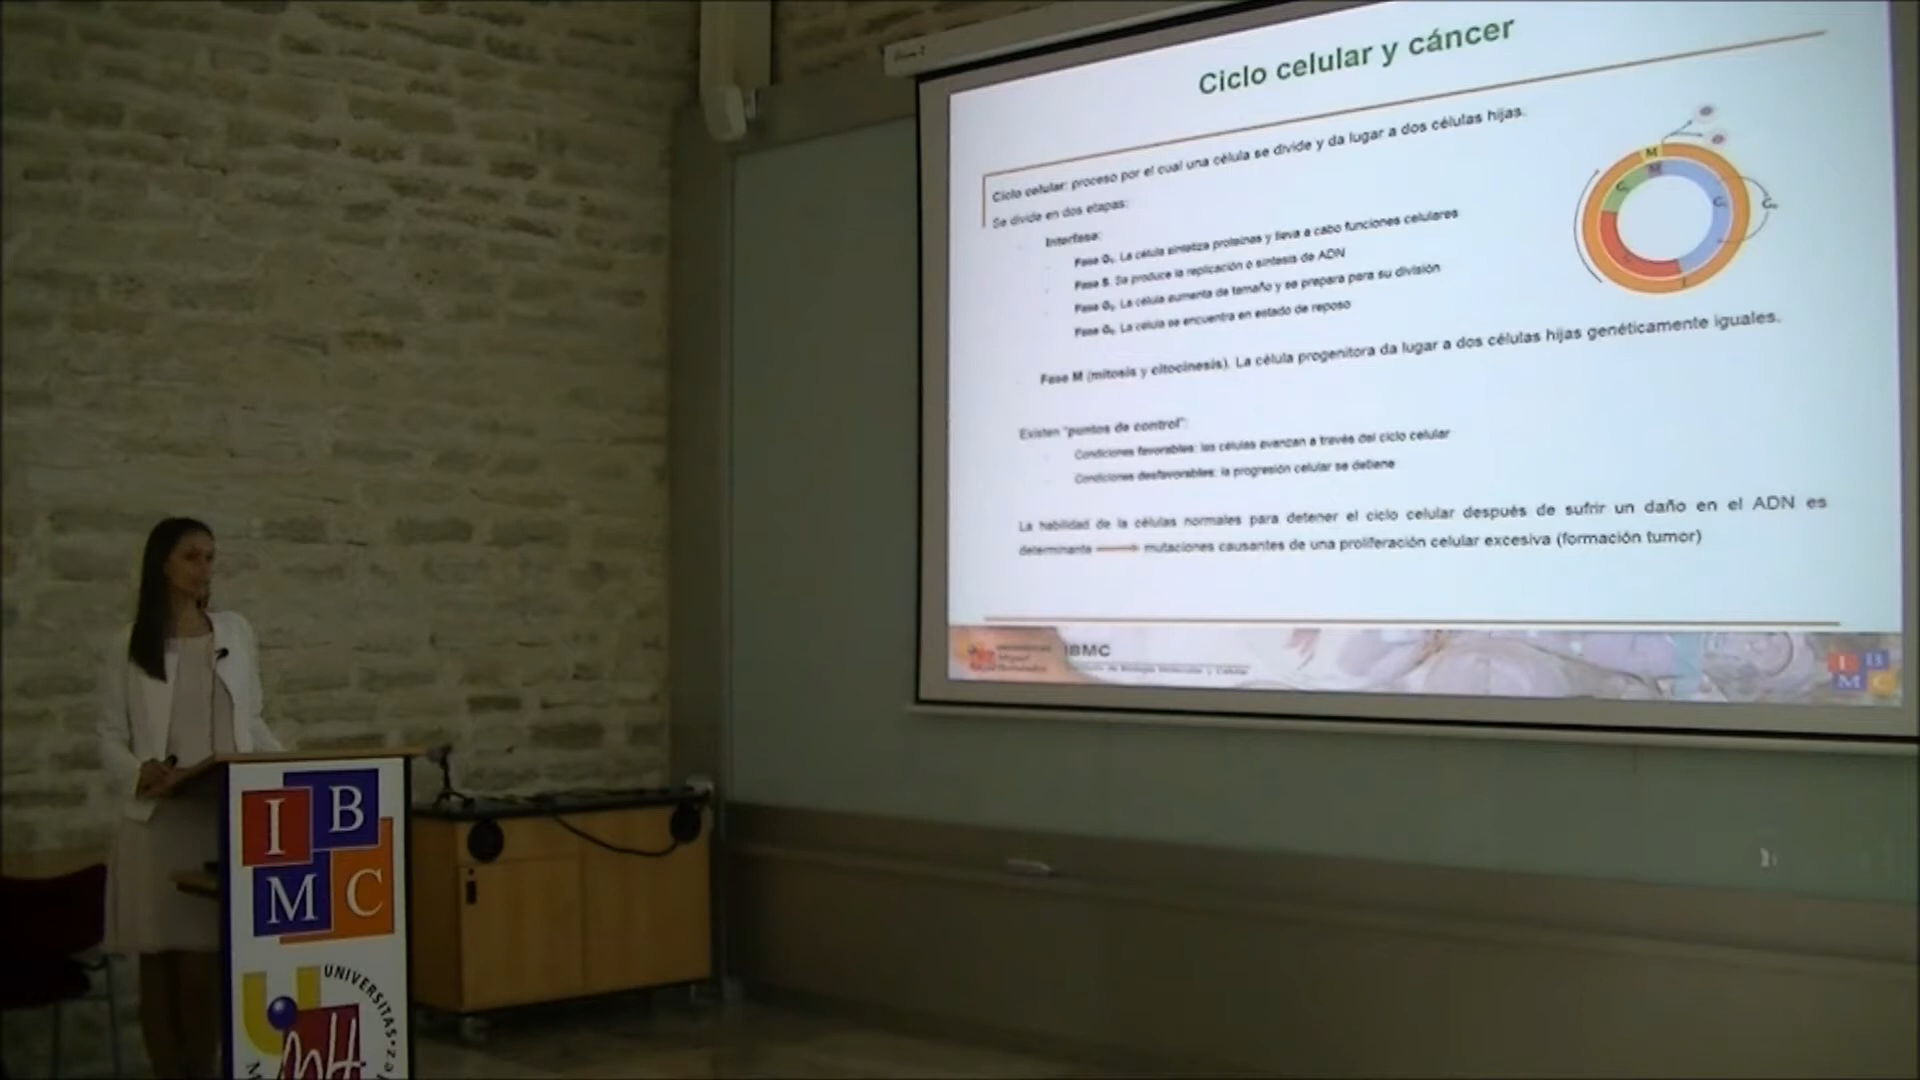 Ciclo celular y cáncer
Ciclo celular: proceso por el cual una célula se divide y da lugar a dos células hijas.
Se divide en dos etapas:
Interfase:
Fase G₁. La célula sintetiza proteínas y lleva a cabo funciones celulares
Fase S. Se produce la replicación o síntesis de ADN
Fase G₂. La célula aumenta de tamaño y se prepara para su división
Fase G₀. La célula se encuentra en estado de reposo
Fase M (mitosis y citocinesis). La célula progenitora da lugar a dos células hijas genéticamente iguales.
Existen "puntos de control":
Condiciones favorables: las células avanzan a través del ciclo celular
Condiciones desfavorables: la progresión celular se detiene
La habilidad de la células normales para detener el ciclo celular después de sufrir un daño en el ADN es
determinante → mutaciones causantes de una proliferación celular excesiva (formación tumor)
M
M
IBMC
I B
M C
I B
M C
UNIVERSITAS
MH